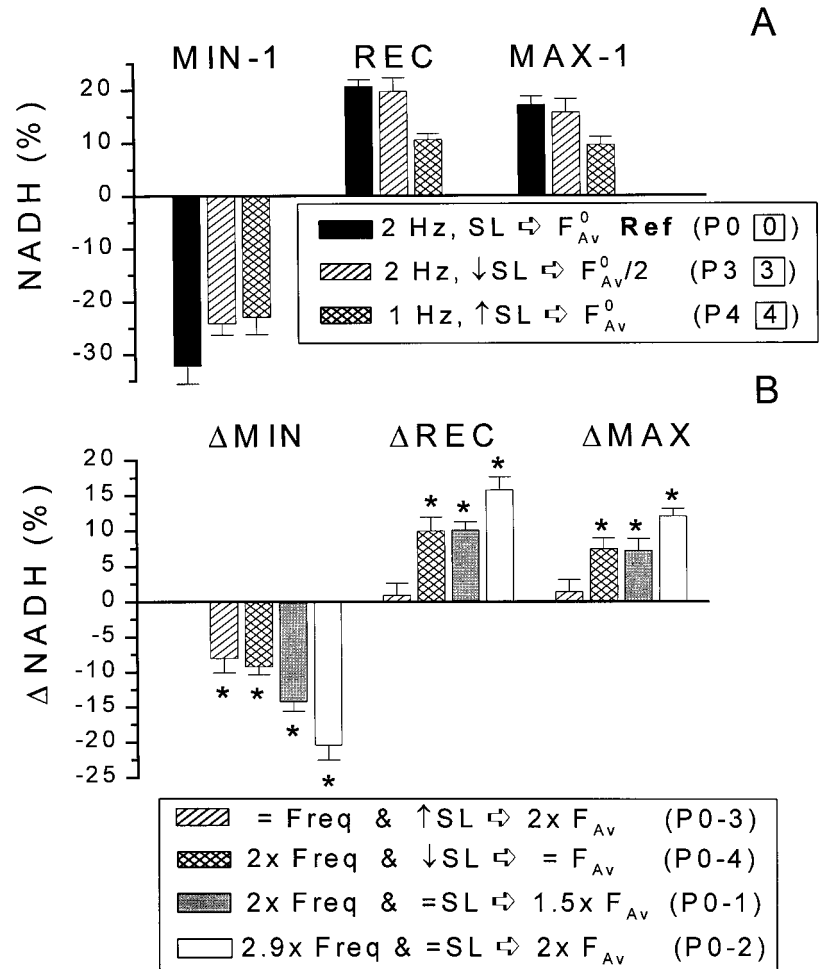 A
MIN-1 REC MAX-1
NADH (%)
20
10
0
-10
-20
-30
2 Hz, SL ⇨ F⁰Av Ref (P0 0)
2 Hz, ↓SL ⇨ F⁰Av/2 (P3 3)
1 Hz, ↑SL ⇨ F⁰Av (P4 4)
B
ΔMIN ΔREC ΔMAX
ΔNADH (%)
20
15
10
5
0
-5
-10
-15
-20
-25
* * * * * *
* * * *
= Freq & ↑SL ⇨ 2x FAv (P0-3)
2x Freq & ↓SL ⇨ = FAv (P0-4)
2x Freq & =SL ⇨ 1.5x FAv (P0-1)
2.9x Freq & =SL ⇨ 2x FAv (P0-2)